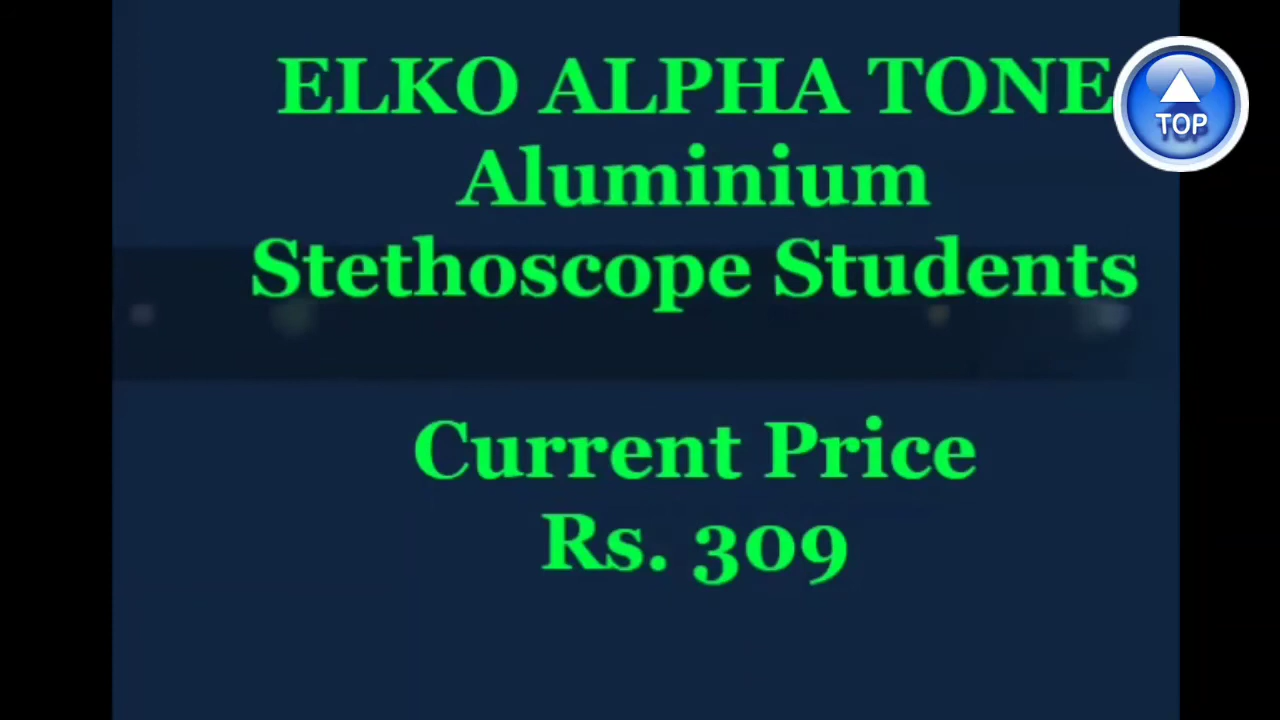 ELKO ALPHA TONE
Aluminium
Stethoscope Students
Current Price
Rs. 309
TOP